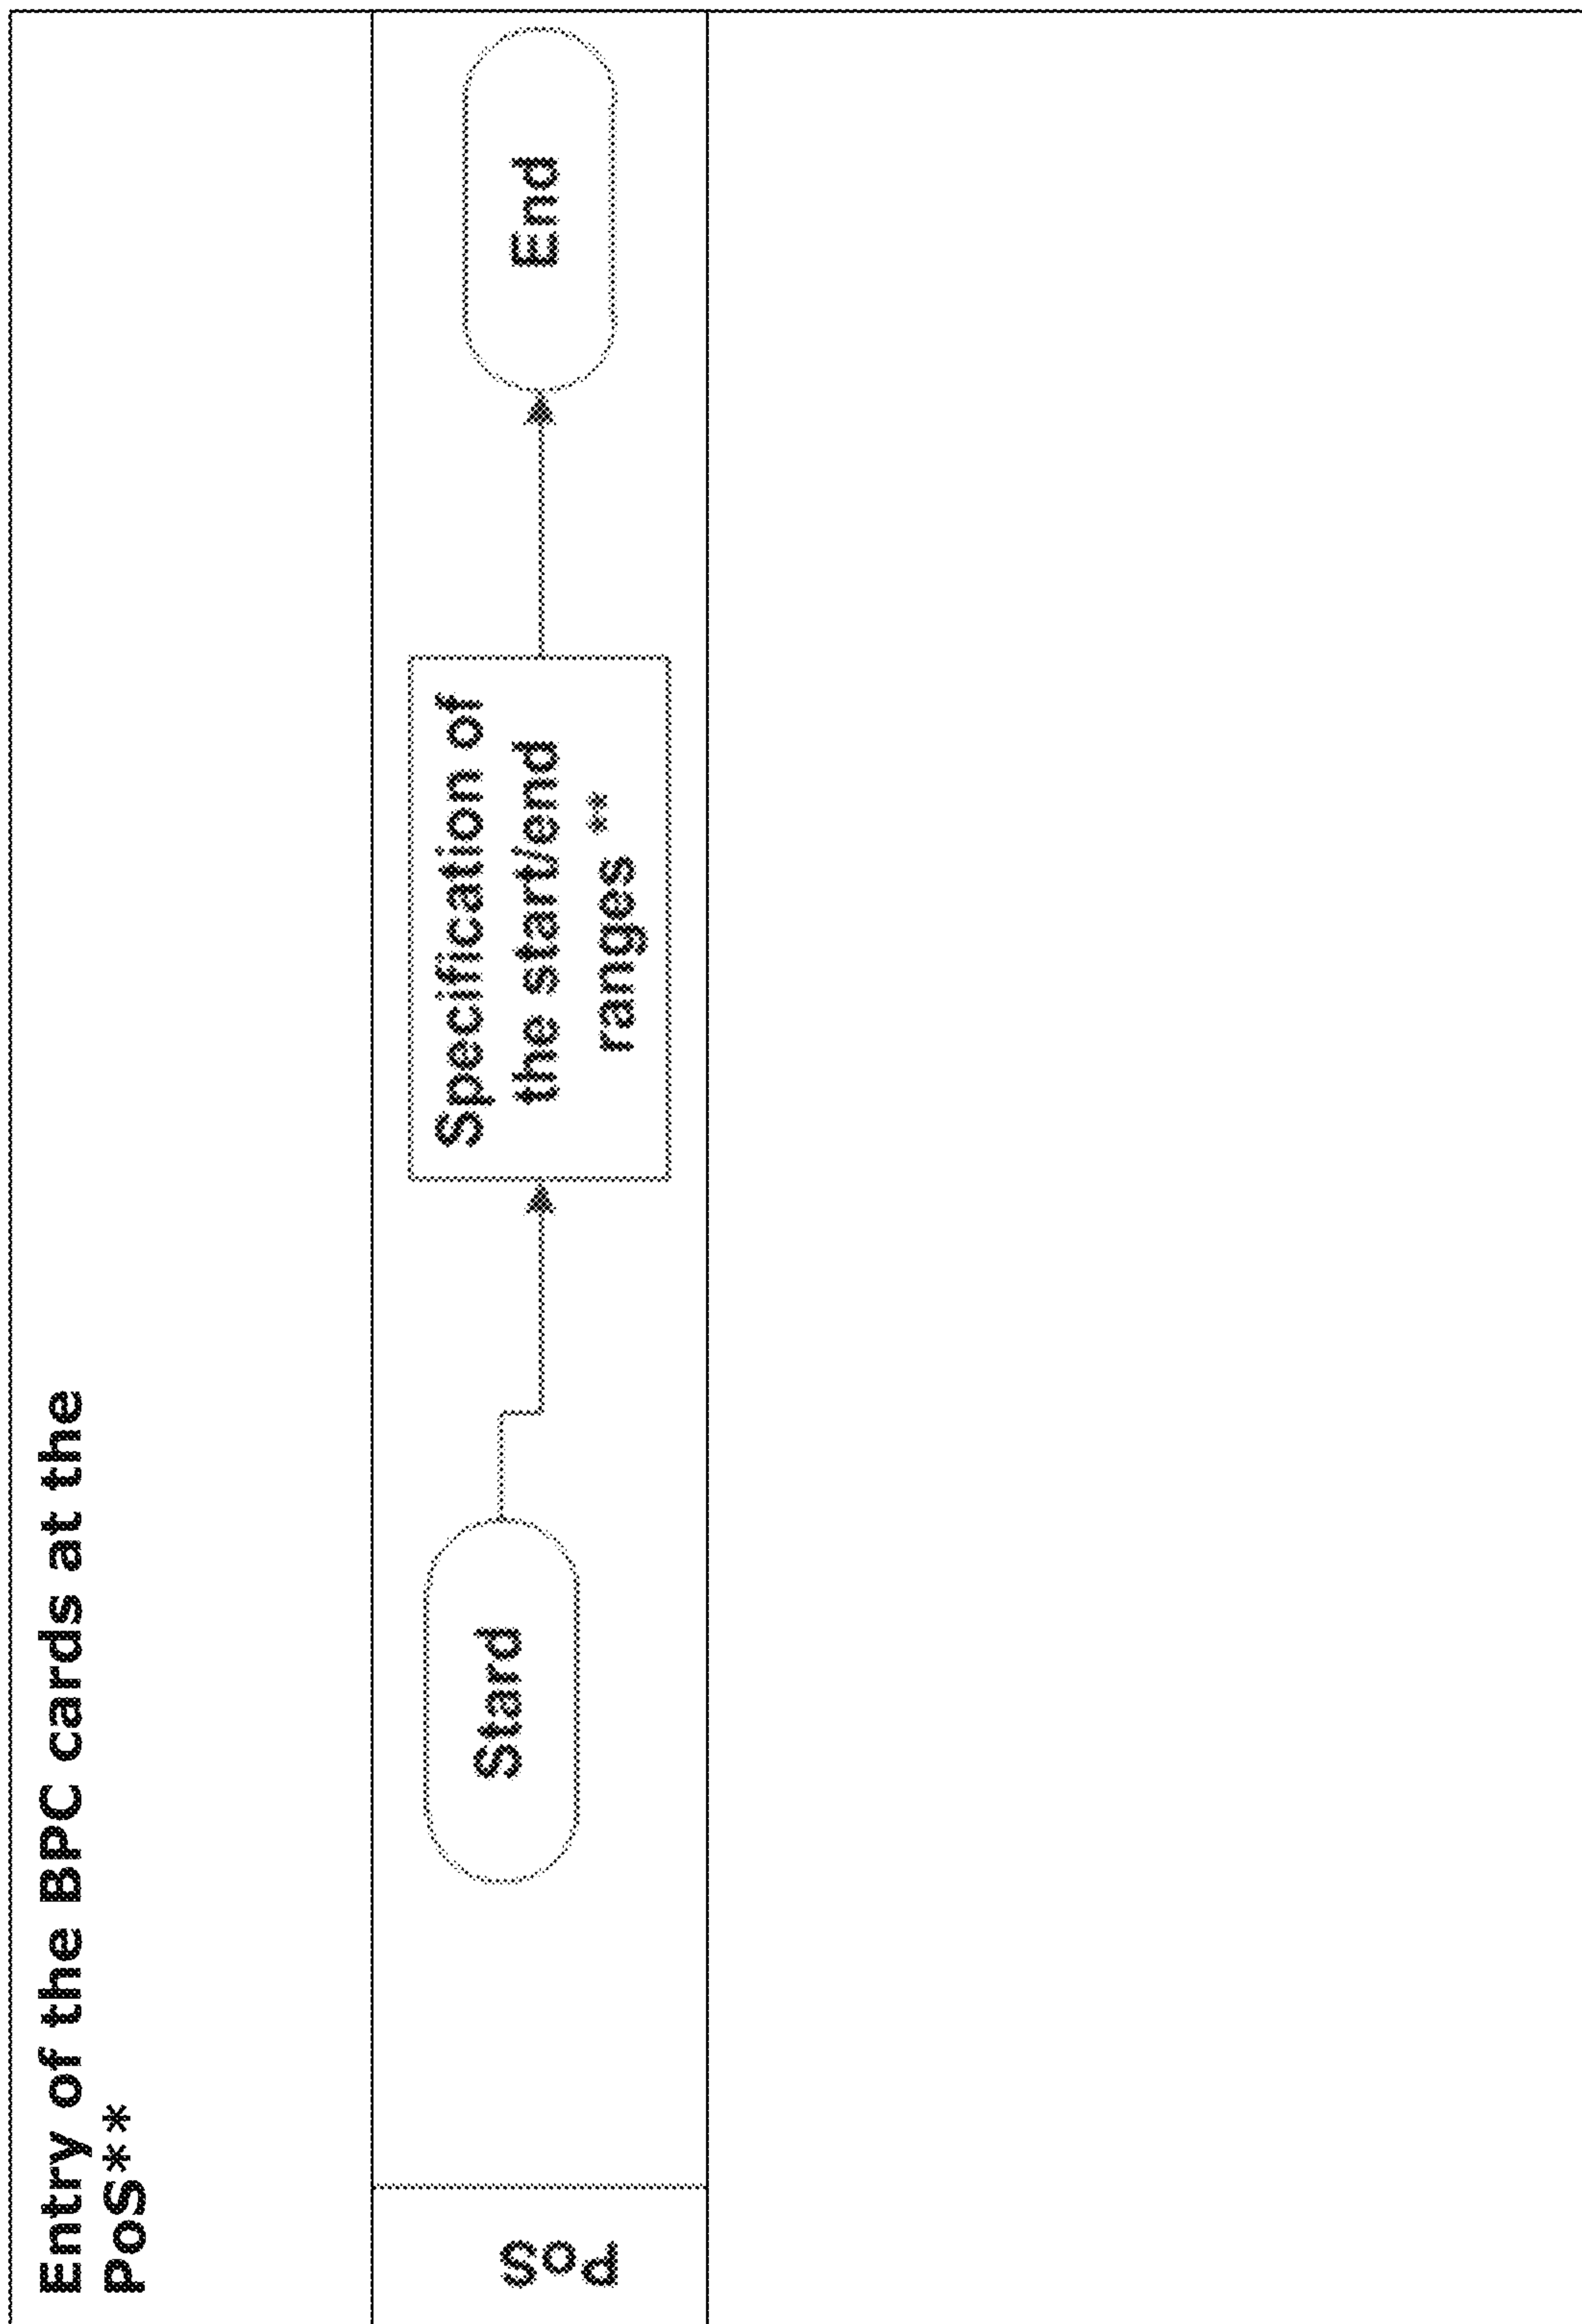 Entry of the BPC cards at the
PoS**
PoS
Stard
Specification of
the start/end
ranges **
End